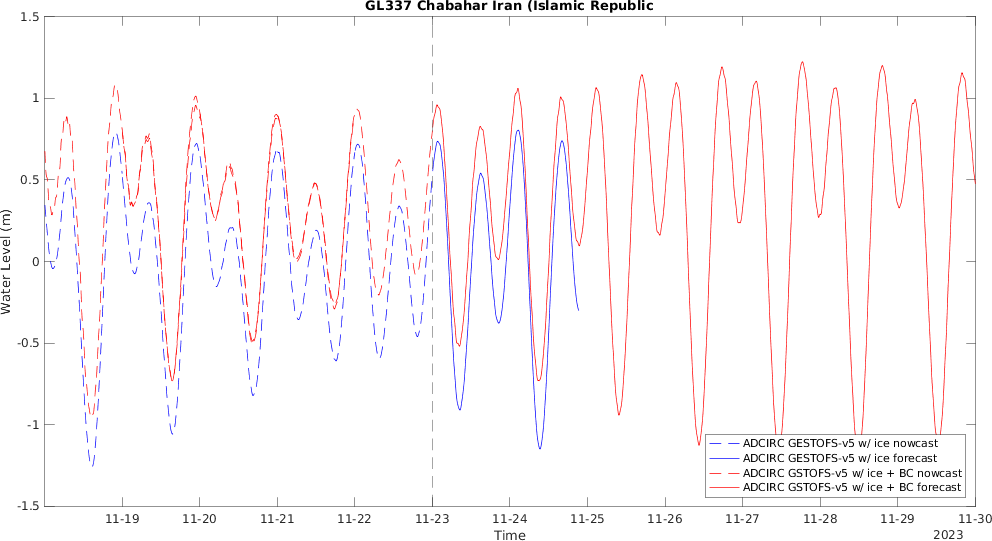 GL337 Chabahar Iran (Islamic Republic
1.5
1
0.5
0
-0.5
-1
-1.5
Water Level (m)
ADCIRC GESTOFS-v5 w/ ice nowcast
ADCIRC GESTOFS-v5 w/ ice forecast
ADCIRC GSTOFS-v5 w/ ice + BC nowcast
ADCIRC GSTOFS-v5 w/ ice + BC forecast
11-19 11-20 11-21 11-22 11-23 11-24 11-25 11-26 11-27 11-28 11-29 11-30
Time
2023